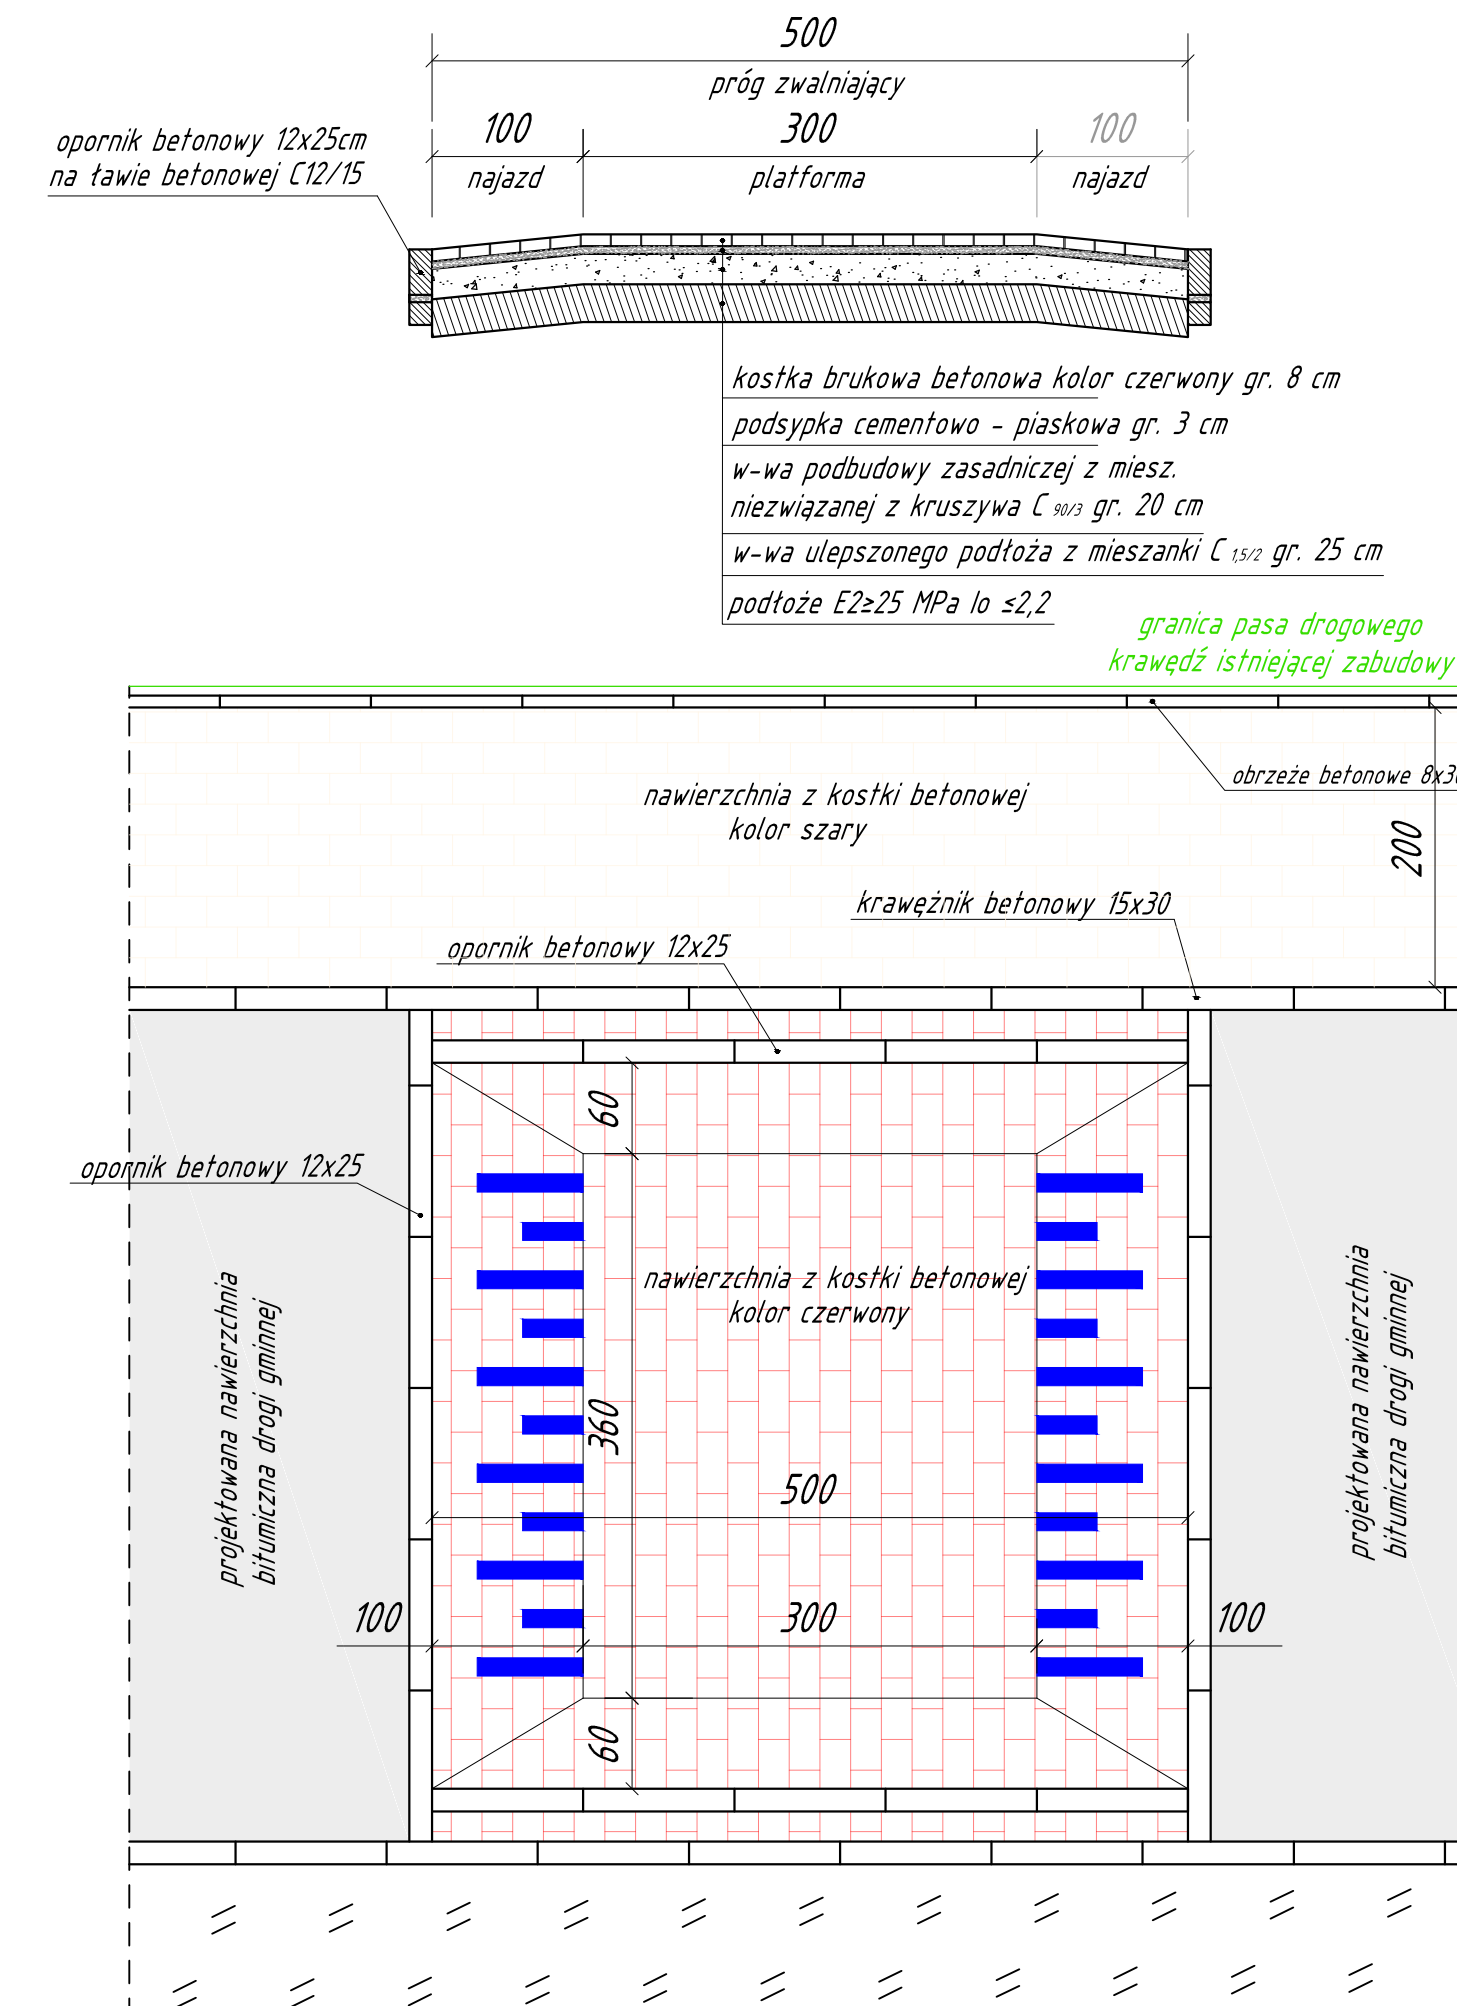 500
próg zwalniający
100
300
100
najazd
platforma
najazd
opornik betonowy 12x25cm
na ławie betonowej C12/15
kostka brukowa betonowa kolor czerwony gr. 8 cm
podsypka cementowo - piaskowa gr. 3 cm
w-wa podbudowy zasadniczej z miesz.
niezwiązanej z kruszywa C 90/3 gr. 20 cm
w-wa ulepszonego podłoża z mieszanki C 1,5/2 gr. 25 cm
podłoże E2≥25 MPa Io ≤2,2
granica pasa drogowego
krawędź istniejącej zabudowy
obrzeże betonowe
nawierzchnia z kostki betonowej
kolor szary
200
krawężnik betonowy 15x30
opornik betonowy 12x25
60
opornik betonowy 12x25
nawierzchnia z kostki betonowej
kolor czerwony
projektowana nawierzchnia
bitumiczna drogi gminnej
projektowana nawierzchnia
bitumiczna drogi gminnej
360
500
100
300
100
60